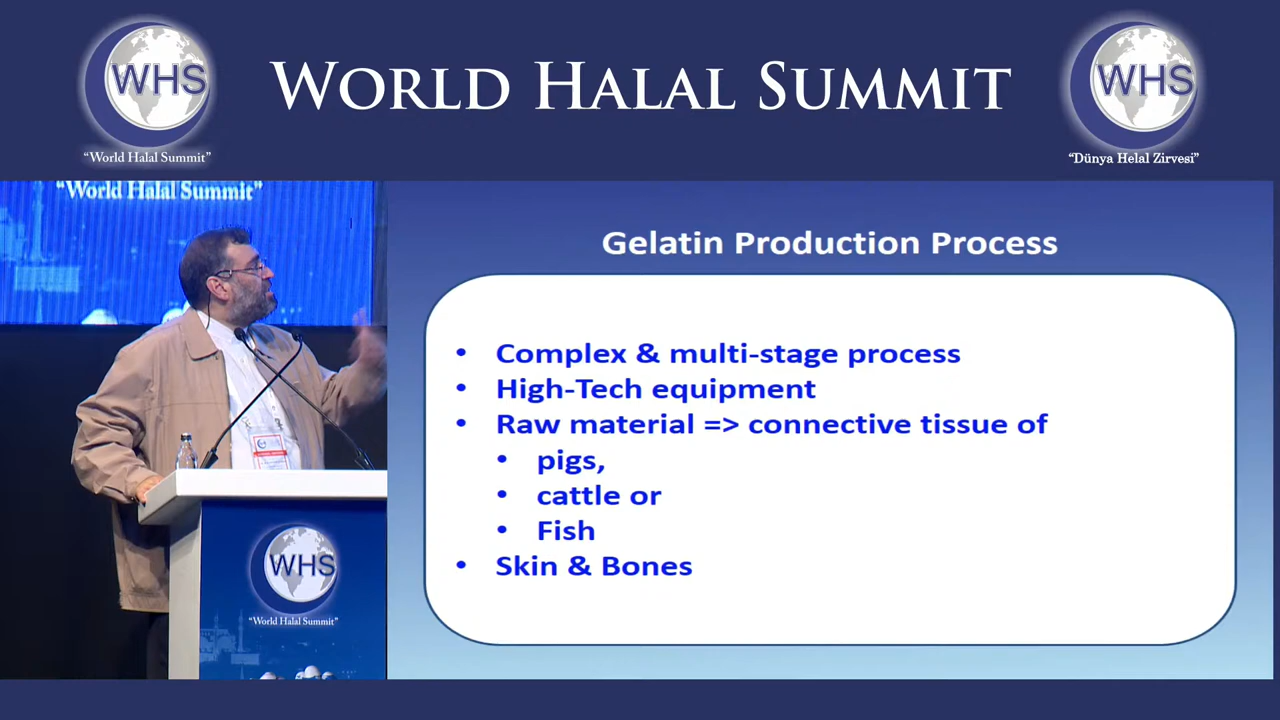 WHS
"World Halal Summit"
WORLD HALAL SUMMIT
WHS
"Dünya Helal Zirvesi"
"World Halal Summit"
Gelatin Production Process
• Complex & multi-stage process
• High-Tech equipment
• Raw material => connective tissue of
• pigs,
• cattle or
• Fish
• Skin & Bones
WHS
"World Halal Summit"